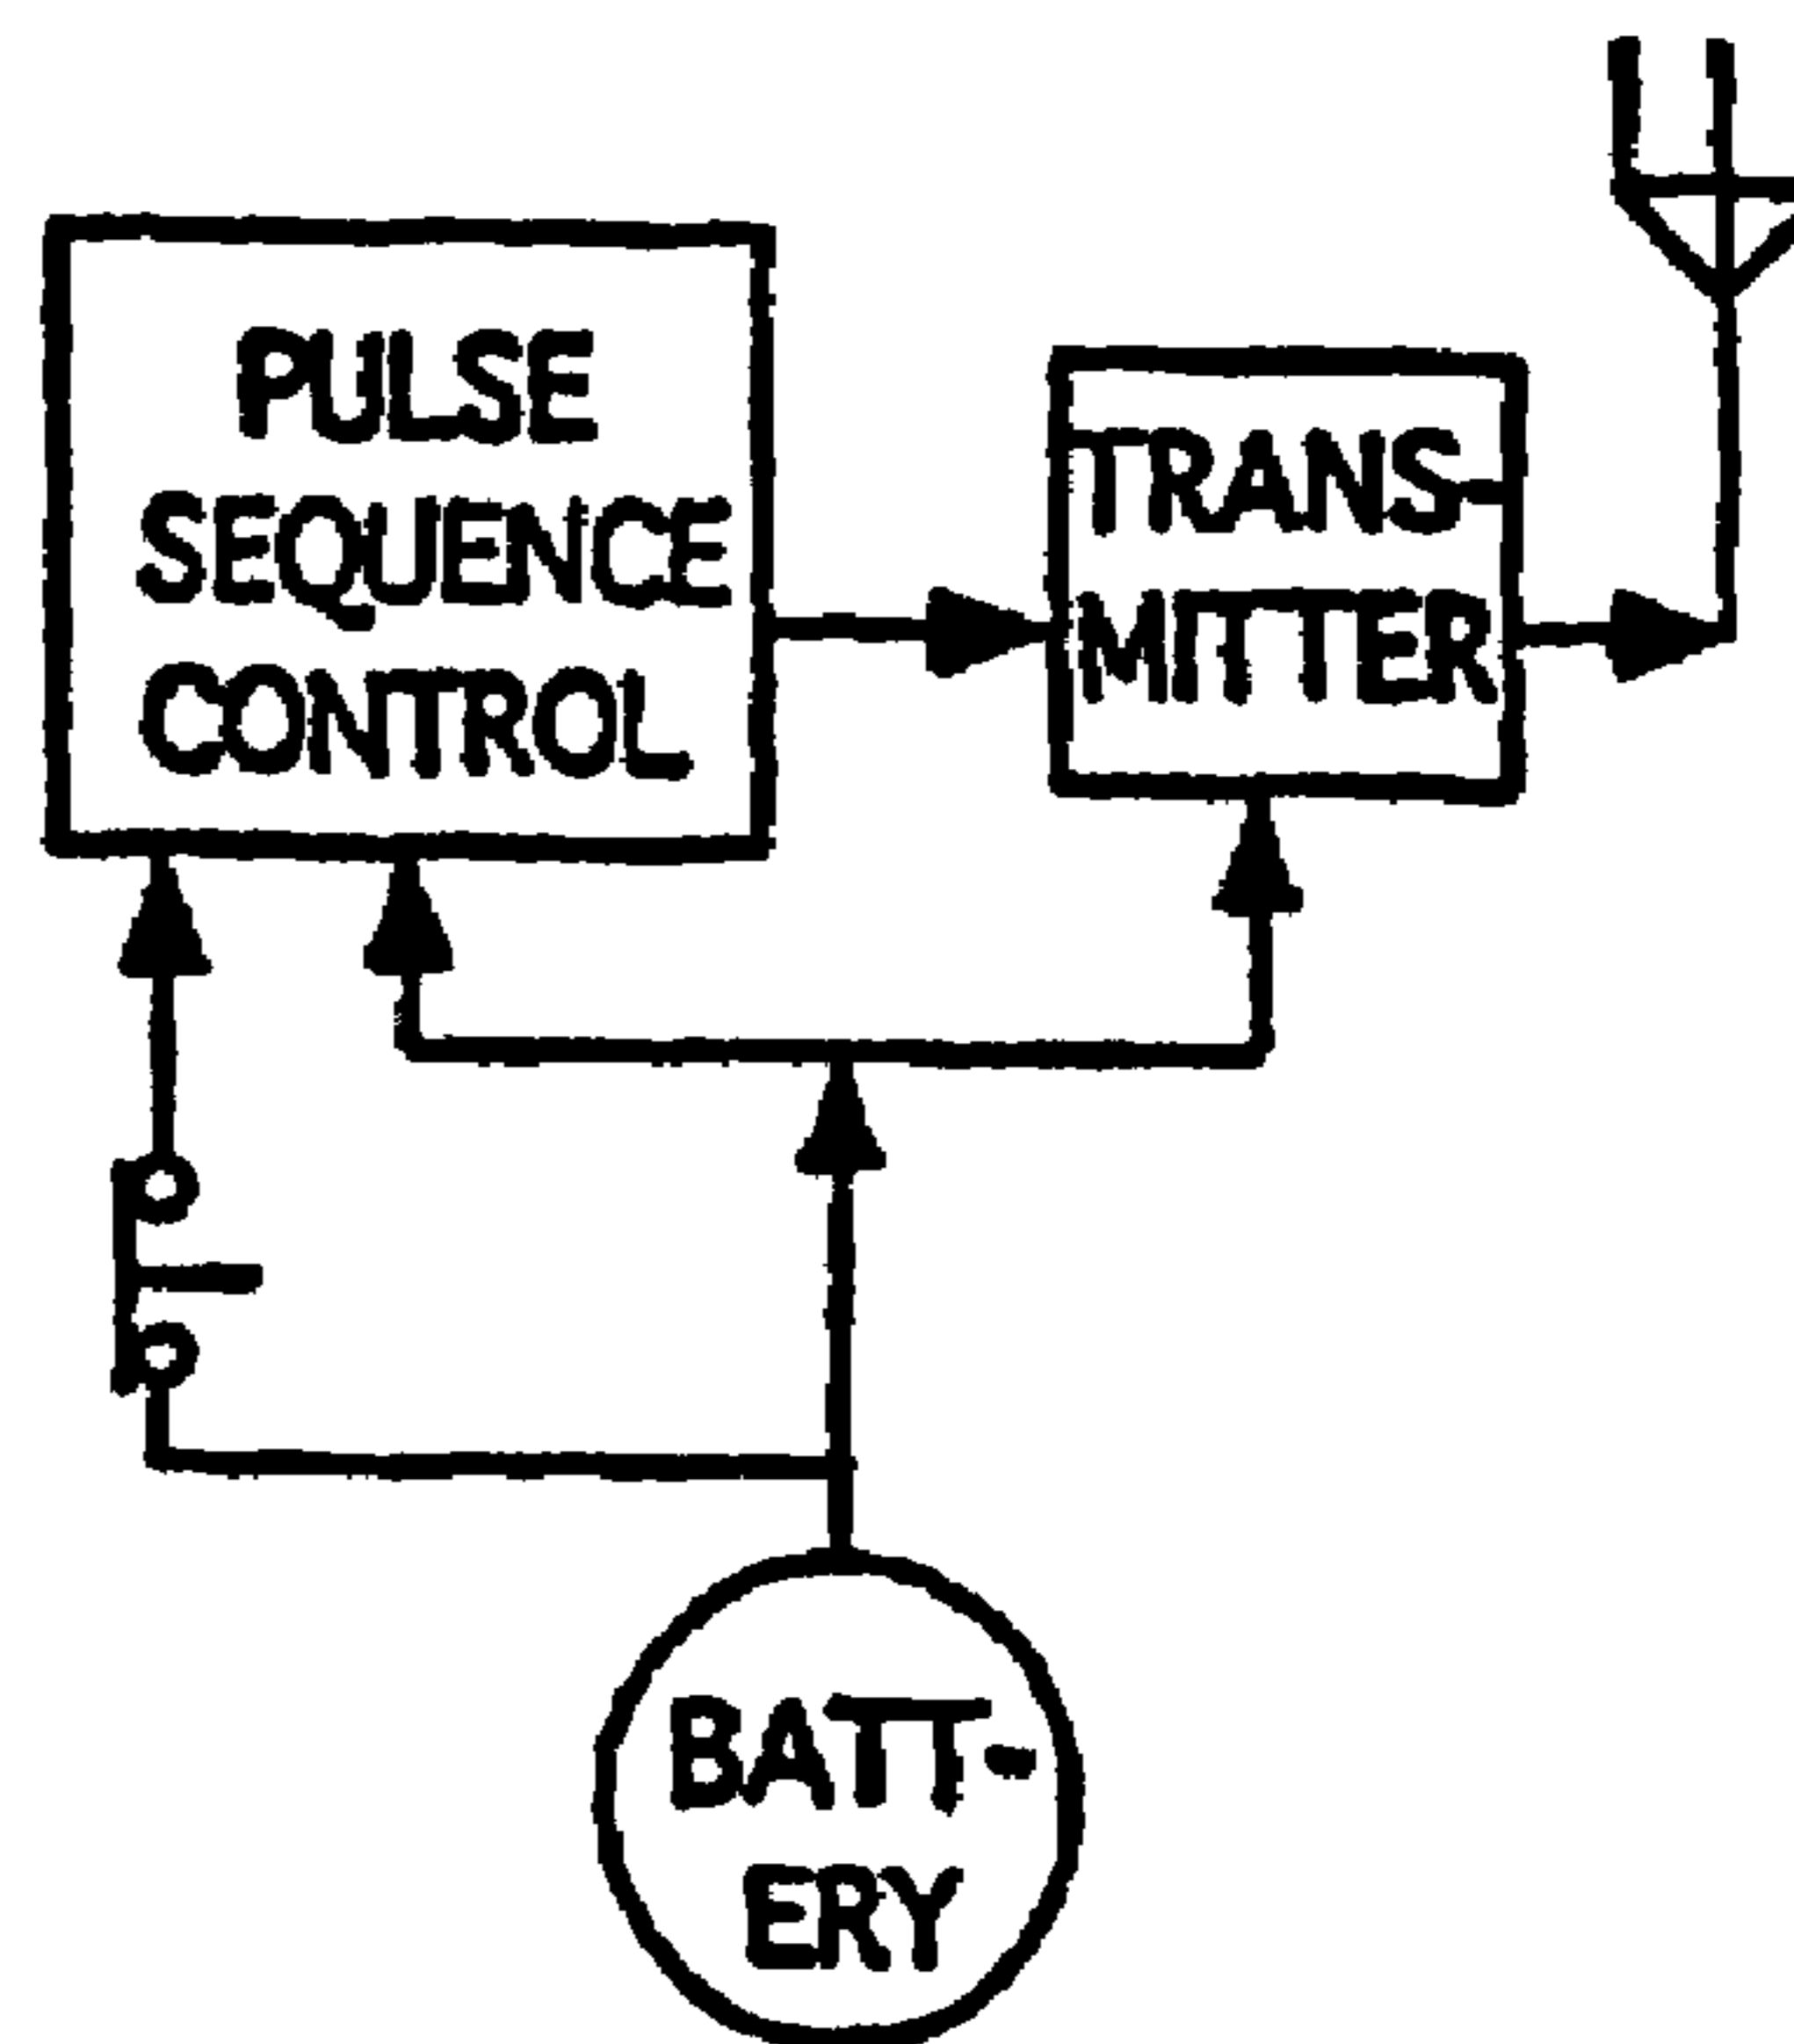 PULSE
SEQUENCE
CONTROL
TRANS-
MITTER
BATT-
ERY